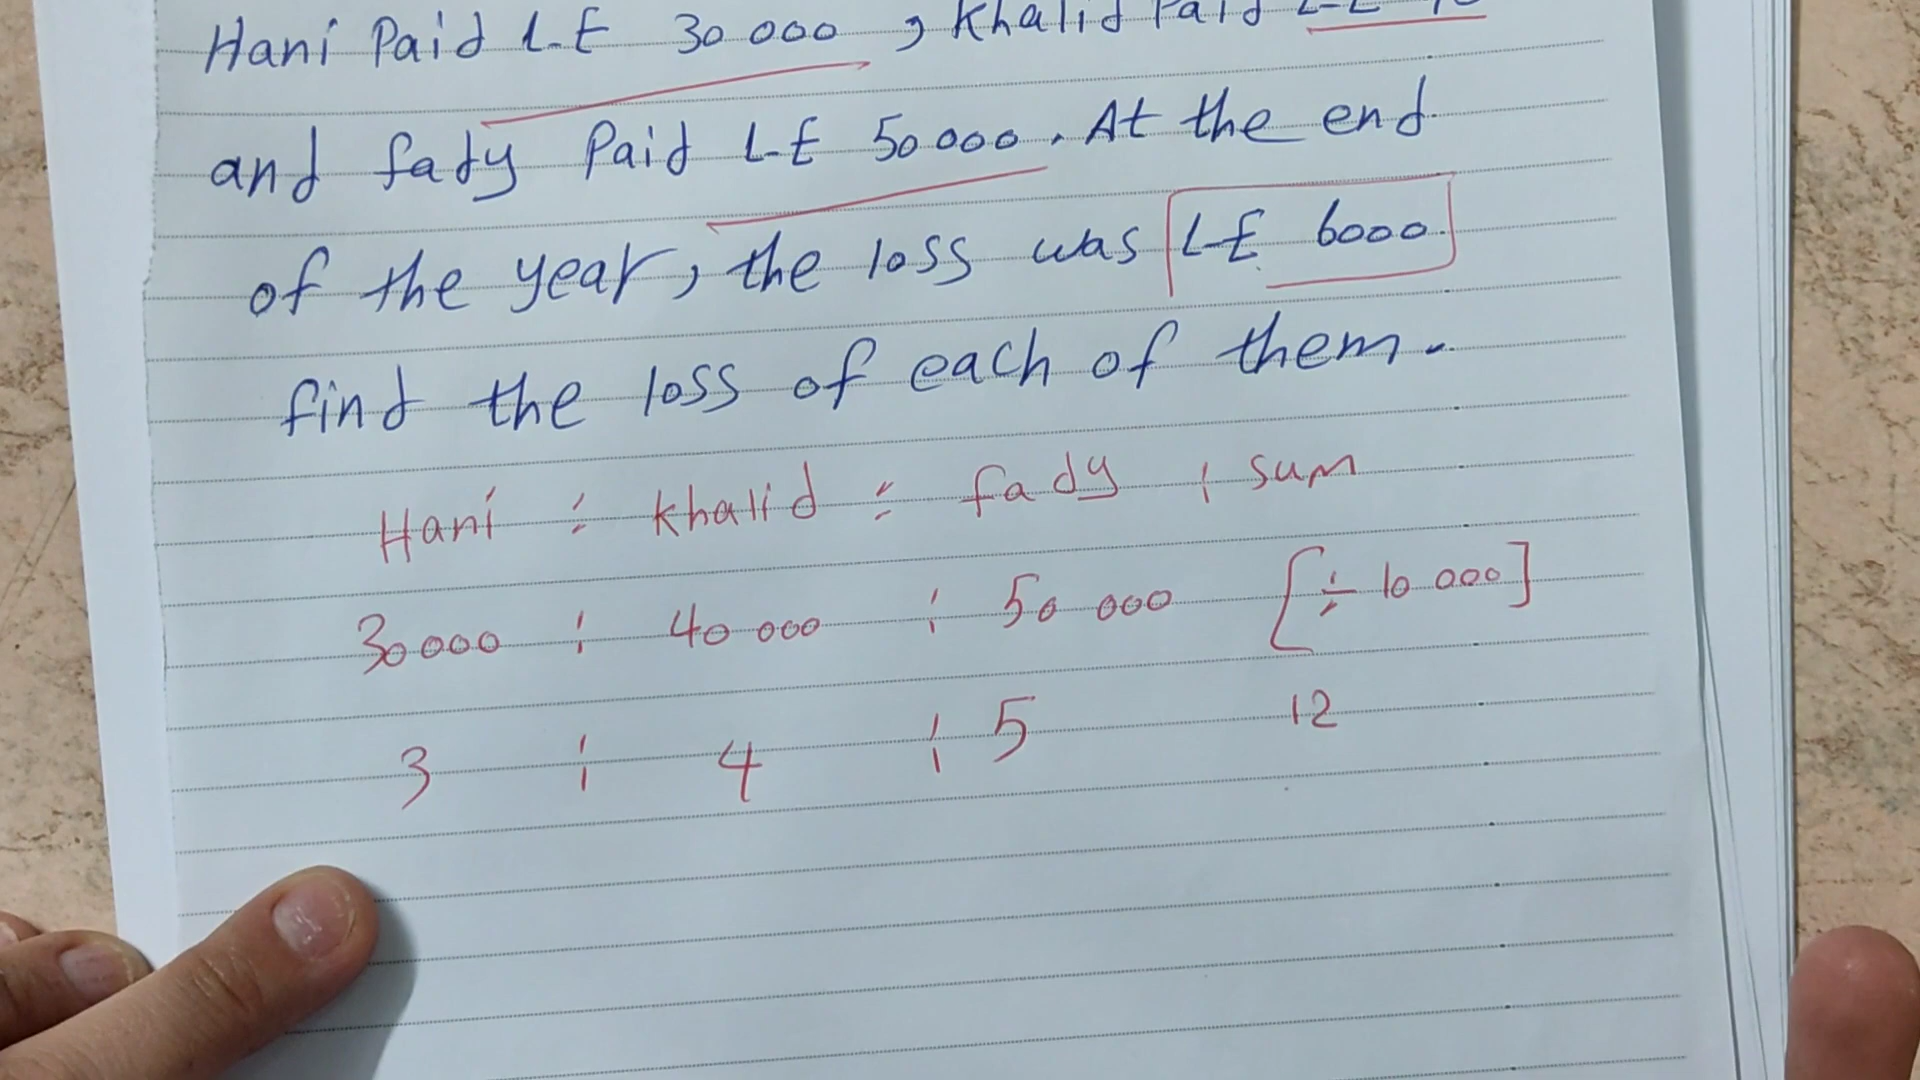 Hani Paid L.E 30 000 , Khalid Paid L.E
and fady Paid L.E 50 000 . At the end
of the year, the loss was L.E 6000.
find the loss of each of them.
Hani : Khalid : fady : sum
30 000 : 40 000 : 50 000 [÷ 10 000]
3 : 4 : 5 12